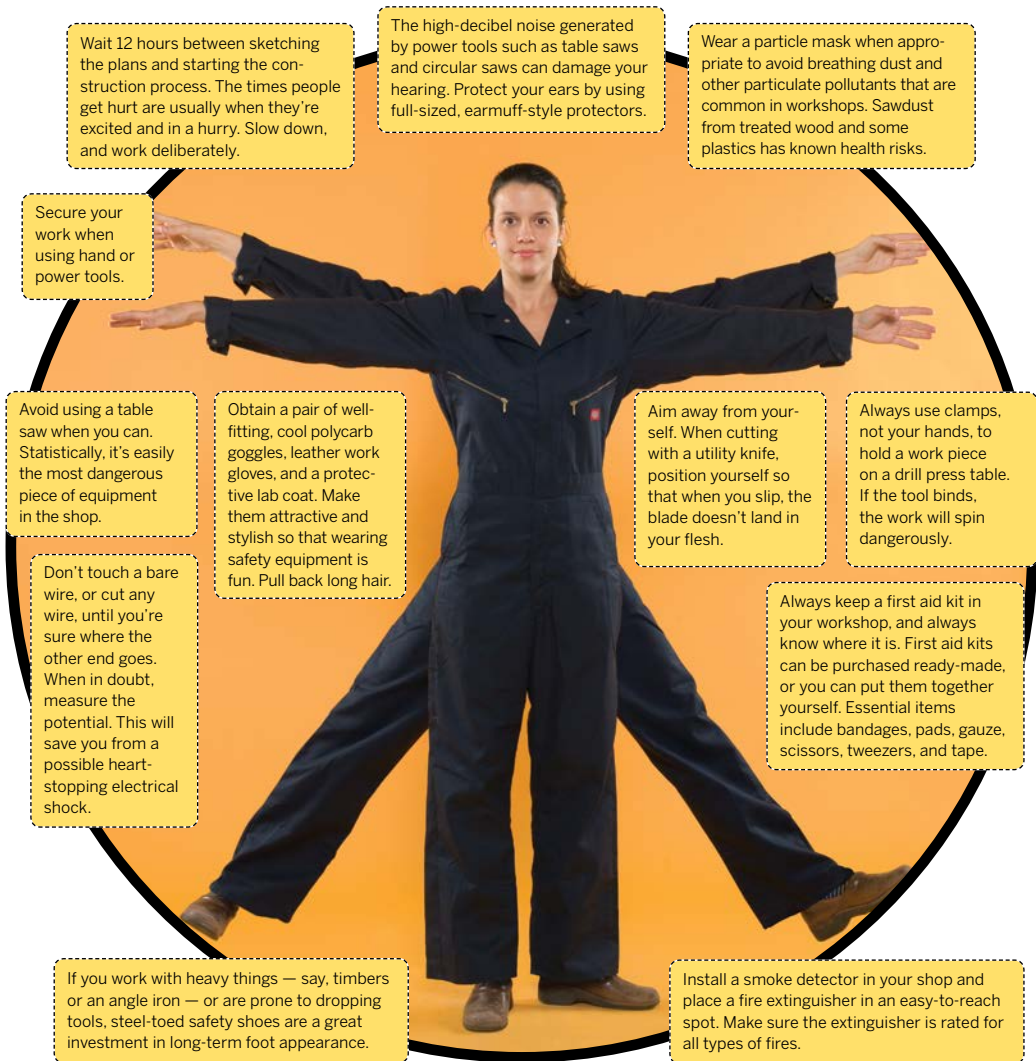 Wait 12 hours between sketching
the plans and starting the con-
struction process. The times people
get hurt are usually when they're
excited and in a hurry. Slow down,
and work deliberately.
The high-decibel noise generated
by power tools such as table saws
and circular saws can damage your
hearing. Protect your ears by using
full-sized, earmuff-style protectors.
Wear a particle mask when appro-
priate to avoid breathing dust and
other particulate pollutants that are
common in workshops. Sawdust
from treated wood and some
plastics has known health risks.
Secure your
work when
using hand or
power tools.
Avoid using a table
saw when you can.
Statistically, it's easily
the most dangerous
piece of equipment
in the shop.
Obtain a pair of well-
fitting, cool polycarb
goggles, leather work
gloves, and a protec-
tive lab coat. Make
them attractive and
stylish so that wearing
safety equipment is
fun. Pull back long hair.
Aim away from your-
self. When cutting
with a utility knife,
position yourself so
that when you slip, the
blade doesn't land in
your flesh.
Always use clamps,
not your hands, to
hold a work piece
on a drill press table.
If the tool binds,
the work will spin
dangerously.
Don't touch a bare
wire, or cut any
wire, until you're
sure where the
other end goes.
When in doubt,
measure the
potential. This will
save you from a
possible heart-
stopping electrical
shock.
Always keep a first aid kit in
your workshop, and always
know where it is. First aid kits
can be purchased ready-made,
or you can put them together
yourself. Essential items
include bandages, pads, gauze,
scissors, tweezers, and tape.
If you work with heavy things — say, timbers
or an angle iron — or are prone to dropping
tools, steel-toed safety shoes are a great
investment in long-term foot appearance.
Install a smoke detector in your shop and
place a fire extinguisher in an easy-to-reach
spot. Make sure the extinguisher is rated for
all types of fires.